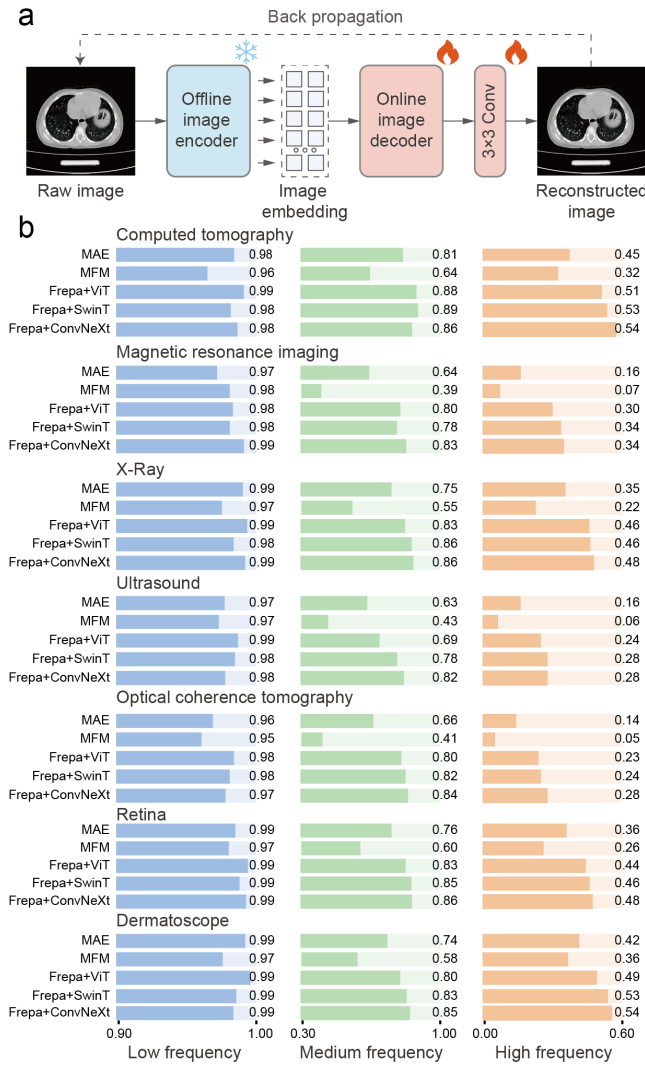 a
Back propagation
Offline
image
encoder
Online
image
decoder
3×3 Conv
Raw image
Image
embedding
Reconstructed
image
b
Computed tomography
MAE 0.98 0.81 0.45
MFM 0.96 0.64 0.32
Frepa+ViT 0.99 0.88 0.51
Frepa+SwinT 0.98 0.89 0.53
Frepa+ConvNeXt 0.98 0.86 0.54
Magnetic resonance imaging
MAE 0.97 0.64 0.16
MFM 0.98 0.39 0.07
Frepa+ViT 0.98 0.80 0.30
Frepa+SwinT 0.98 0.78 0.34
Frepa+ConvNeXt 0.99 0.83 0.34
X-Ray
MAE 0.99 0.75 0.35
MFM 0.97 0.55 0.22
Frepa+ViT 0.99 0.83 0.46
Frepa+SwinT 0.98 0.86 0.46
Frepa+ConvNeXt 0.99 0.86 0.48
Ultrasound
MAE 0.97 0.63 0.16
MFM 0.97 0.43 0.06
Frepa+ViT 0.99 0.69 0.24
Frepa+SwinT 0.98 0.78 0.28
Frepa+ConvNeXt 0.98 0.82 0.28
Optical coherence tomography
MAE 0.96 0.66 0.14
MFM 0.95 0.41 0.05
Frepa+ViT 0.98 0.80 0.23
Frepa+SwinT 0.98 0.82 0.24
Frepa+ConvNeXt 0.97 0.84 0.28
Retina
MAE 0.99 0.76 0.36
MFM 0.97 0.60 0.26
Frepa+ViT 0.99 0.83 0.44
Frepa+SwinT 0.99 0.85 0.46
Frepa+ConvNeXt 0.99 0.86 0.48
Dermatoscope
MAE 0.99 0.74 0.42
MFM 0.97 0.58 0.36
Frepa+ViT 0.99 0.80 0.49
Frepa+SwinT 0.99 0.83 0.53
Frepa+ConvNeXt 0.99 0.85 0.54
0.90 1.00 0.30 1.00 0.00 0.60
Low frequency Medium frequency High frequency